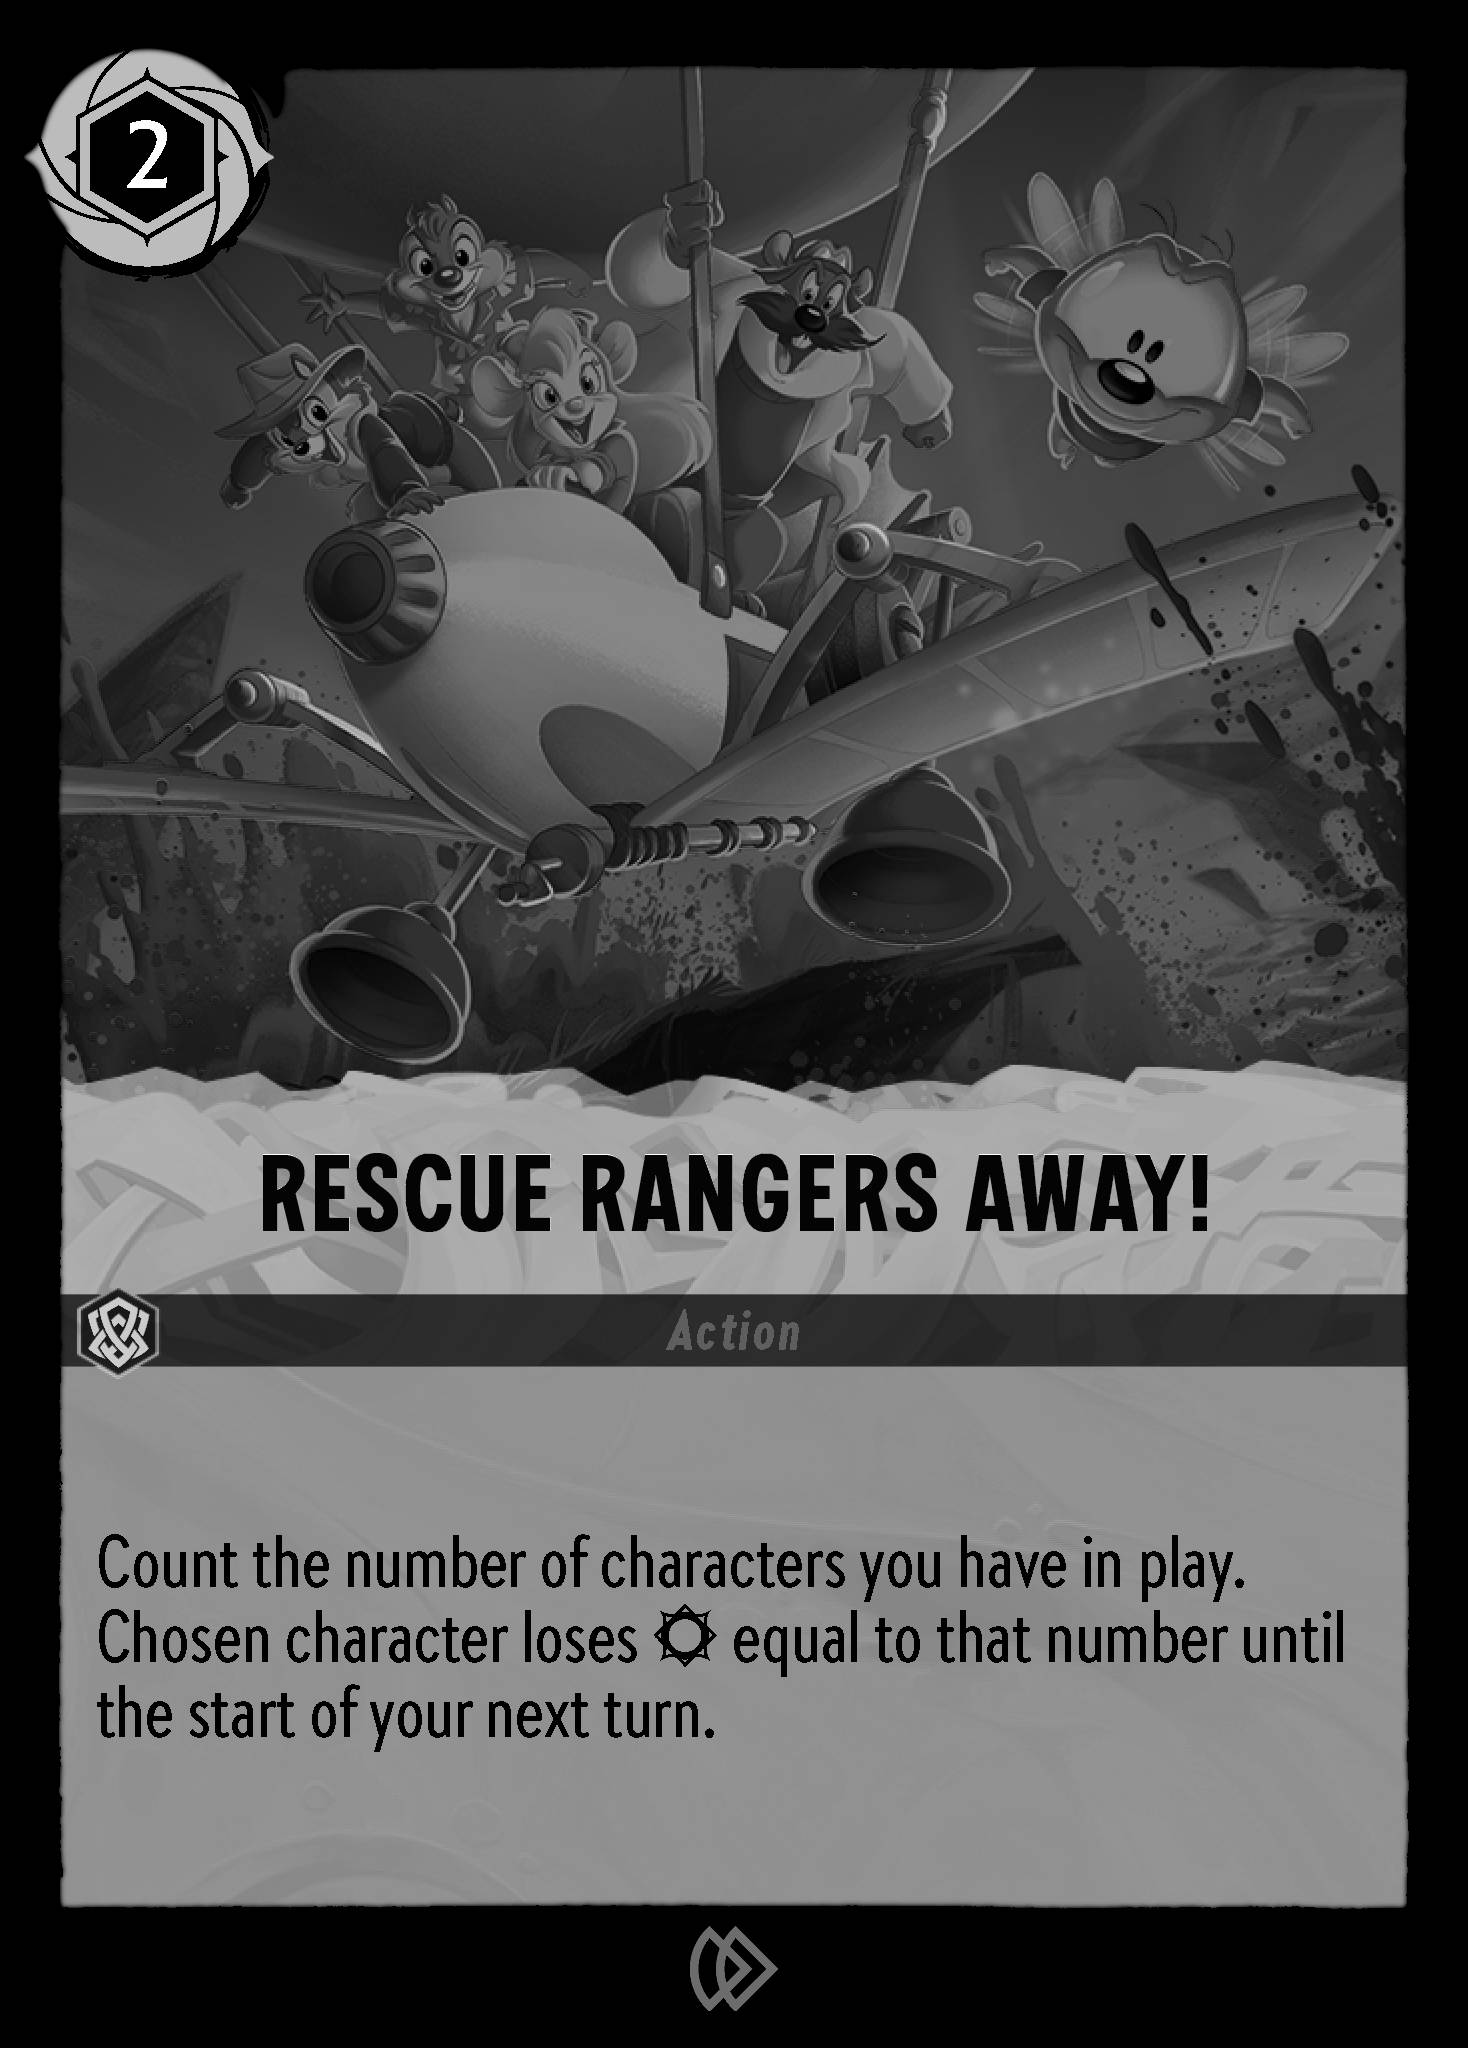 2
RESCUE RANGERS AWAY!
Action
Count the number of characters you have in play.
Chosen character loses equal to that number until
the start of your next turn.